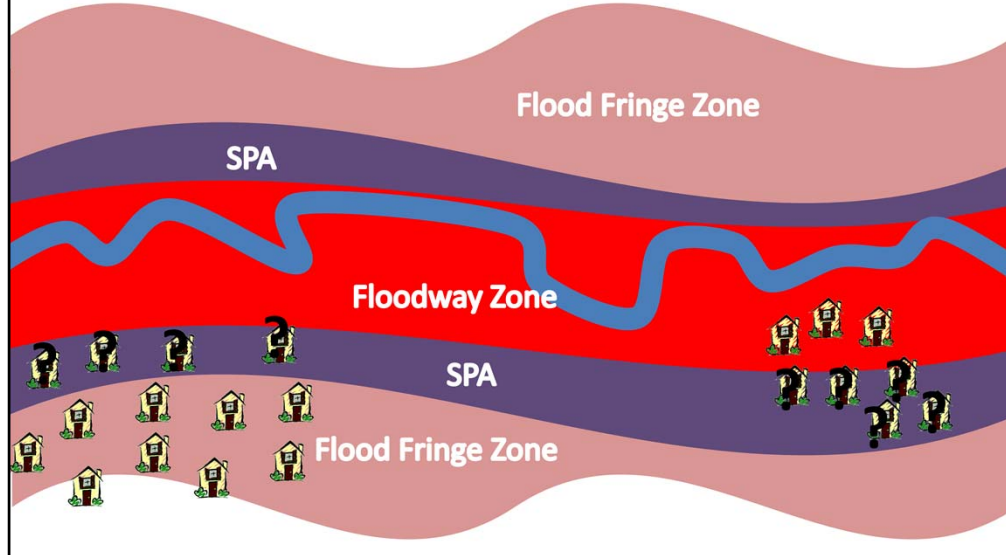 Flood Fringe Zone
SPA
Floodway Zone
? ? ? ?
SPA
? ? ?
? ?
Flood Fringe Zone